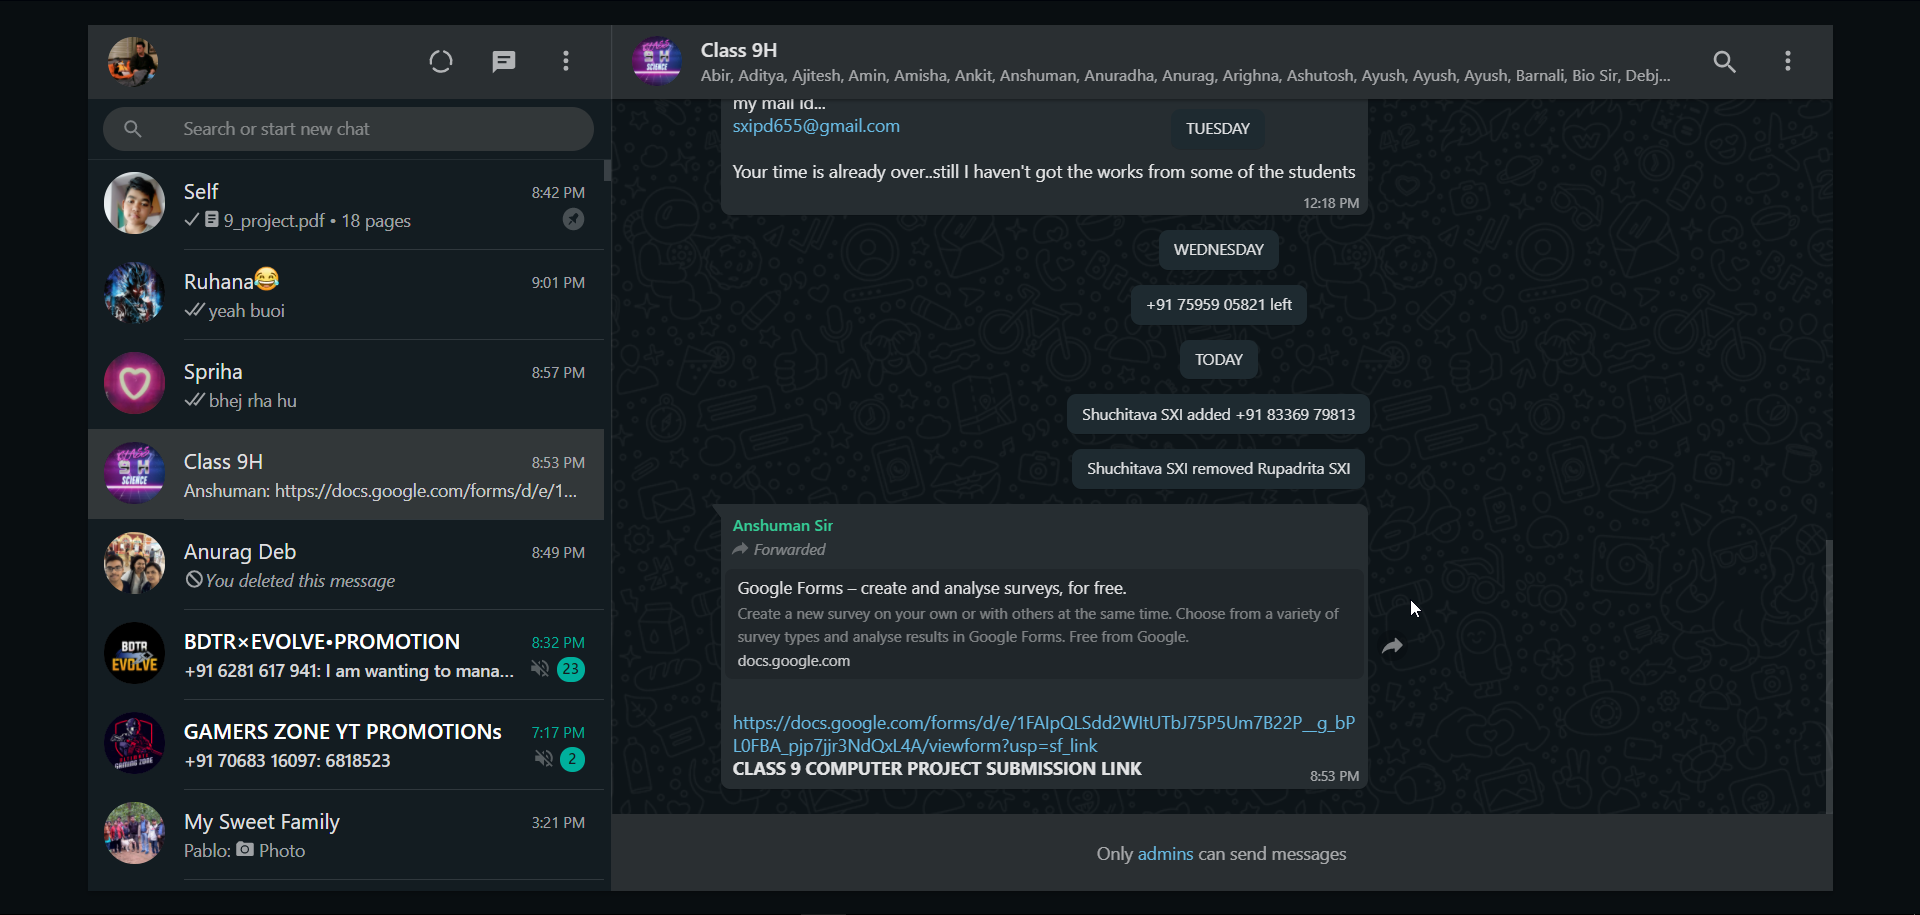 Search or start new chat
Self
8:42 PM
9_project.pdf • 18 pages
Ruhana😂
9:01 PM
yeah buoi
Spriha
8:57 PM
bhej rha hu
Class 9H
8:53 PM
Anshuman: https://docs.google.com/forms/d/e/1...
Anurag Deb
8:49 PM
You deleted this message
BDTR×EVOLVE•PROMOTION
8:32 PM
+91 6281 617 941: I am wanting to mana...
23
BDTR
EVOLVE
GAMERS ZONE YT PROMOTIONs
7:17 PM
+91 70683 16097: 6818523
2
My Sweet Family
3:21 PM
Pablo: Photo
Class 9H
Abir, Aditya, Ajitesh, Amin, Amisha, Ankit, Anshuman, Anuradha, Anurag, Arighna, Ashutosh, Ayush, Ayush, Ayush, Barnali, Bio Sir, Debj...
9 H
SCIENCE
my mail id...
sxipd655@gmail.com
TUESDAY
Your time is already over..still I haven't got the works from some of the students
12:18 PM
WEDNESDAY
+91 75959 05821 left
TODAY
Shuchitava SXI added +91 83369 79813
Shuchitava SXI removed Rupadrita SXI
Anshuman Sir
Forwarded
Google Forms – create and analyse surveys, for free.
Create a new survey on your own or with others at the same time. Choose from a variety of
survey types and analyse results in Google Forms. Free from Google.
docs.google.com
https://docs.google.com/forms/d/e/1FAIpQLSdd2WItUTbJ75P5Um7B22P__g_bP
L0FBA_pjp7jjr3NdQxL4A/viewform?usp=sf_link
CLASS 9 COMPUTER PROJECT SUBMISSION LINK
8:53 PM
Only admins can send messages